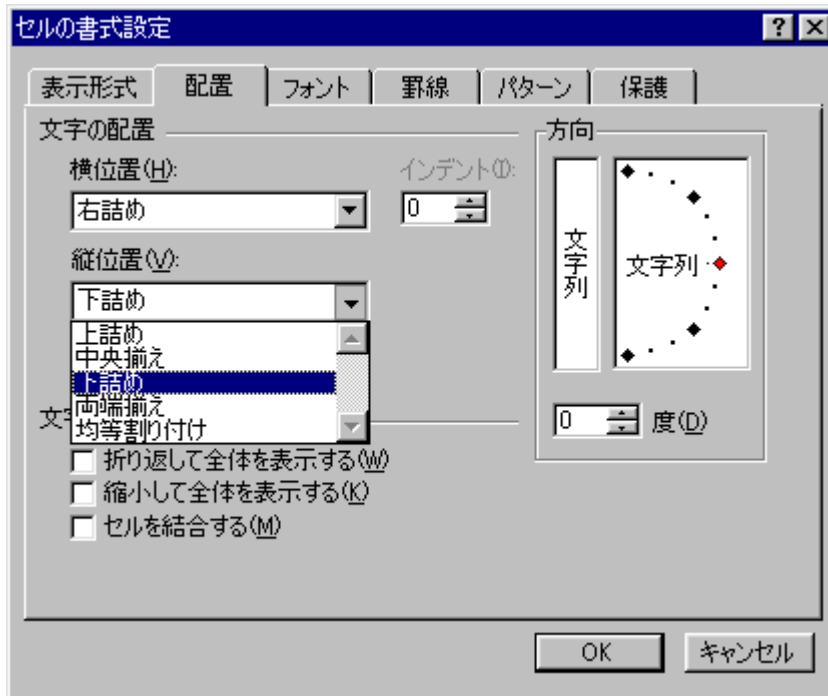 セルの書式設定
表示形式 配置 フォント 罫線 パターン 保護
文字の配置
横位置(H):
インデント(I):
右詰め
0
縦位置(V):
下詰め
上詰め
中央揃え
下詰め
両端揃え
均等割り付け
文
折り返して全体を表示する(W)
縮小して全体を表示する(K)
セルを結合する(M)
方向
文字列
文字列
0 度(D)
OK キャンセル